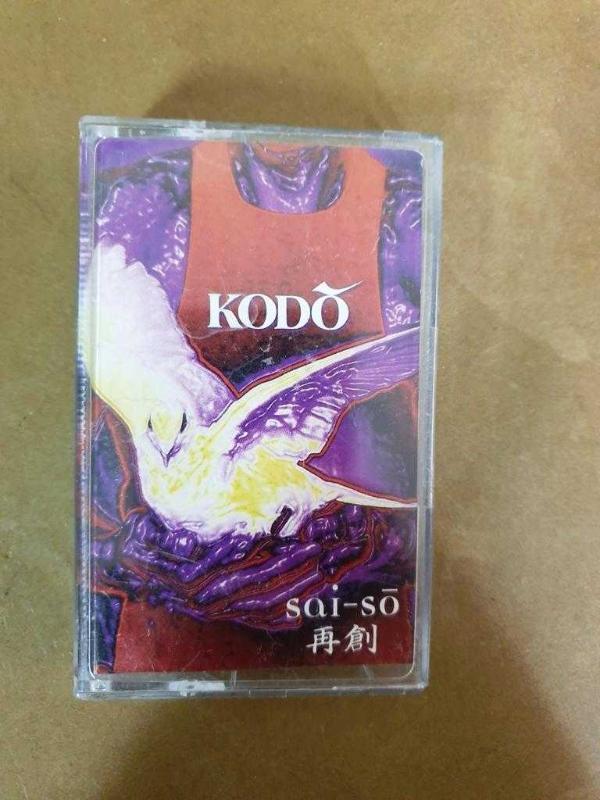 KODŌ
sai-sō
再創